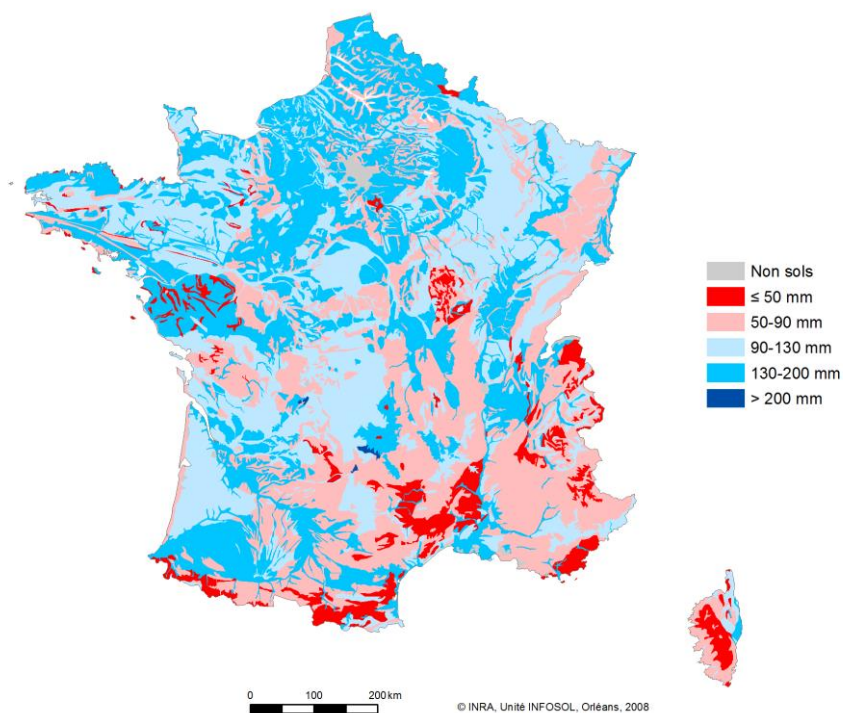 Non sols
≤ 50 mm
50-90 mm
90-130 mm
130-200 mm
> 200 mm
0 100 200 km
© INRA, Unité INFOSOL, Orléans, 2008